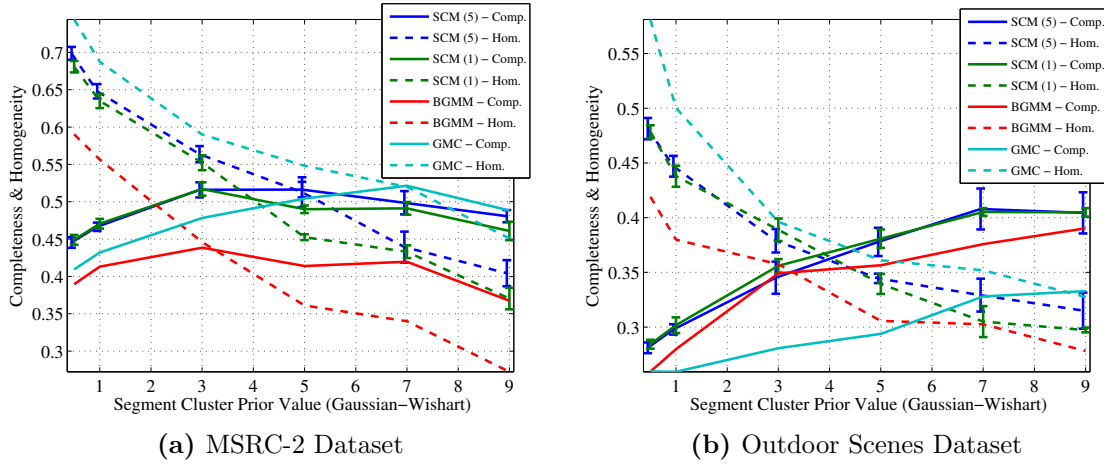 0.7
0.65
0.6
0.55
0.5
0.45
0.4
0.35
0.3
Completeness & Homogeneity
1 2 3 4 5 6 7 8 9
Segment Cluster Prior Value (Gaussian−Wishart)
SCM (5) − Comp.
SCM (5) − Hom.
SCM (1) − Comp.
SCM (1) − Hom.
BGMM − Comp.
BGMM − Hom.
GMC − Comp.
GMC − Hom.
(a) MSRC-2 Dataset
0.55
0.5
0.45
0.4
0.35
0.3
Completeness & Homogeneity
1 2 3 4 5 6 7 8 9
Segment Cluster Prior Value (Gaussian−Wishart)
SCM (5) − Comp.
SCM (5) − Hom.
SCM (1) − Comp.
SCM (1) − Hom.
BGMM − Comp.
BGMM − Hom.
GMC − Comp.
GMC − Hom.
(b) Outdoor Scenes Dataset